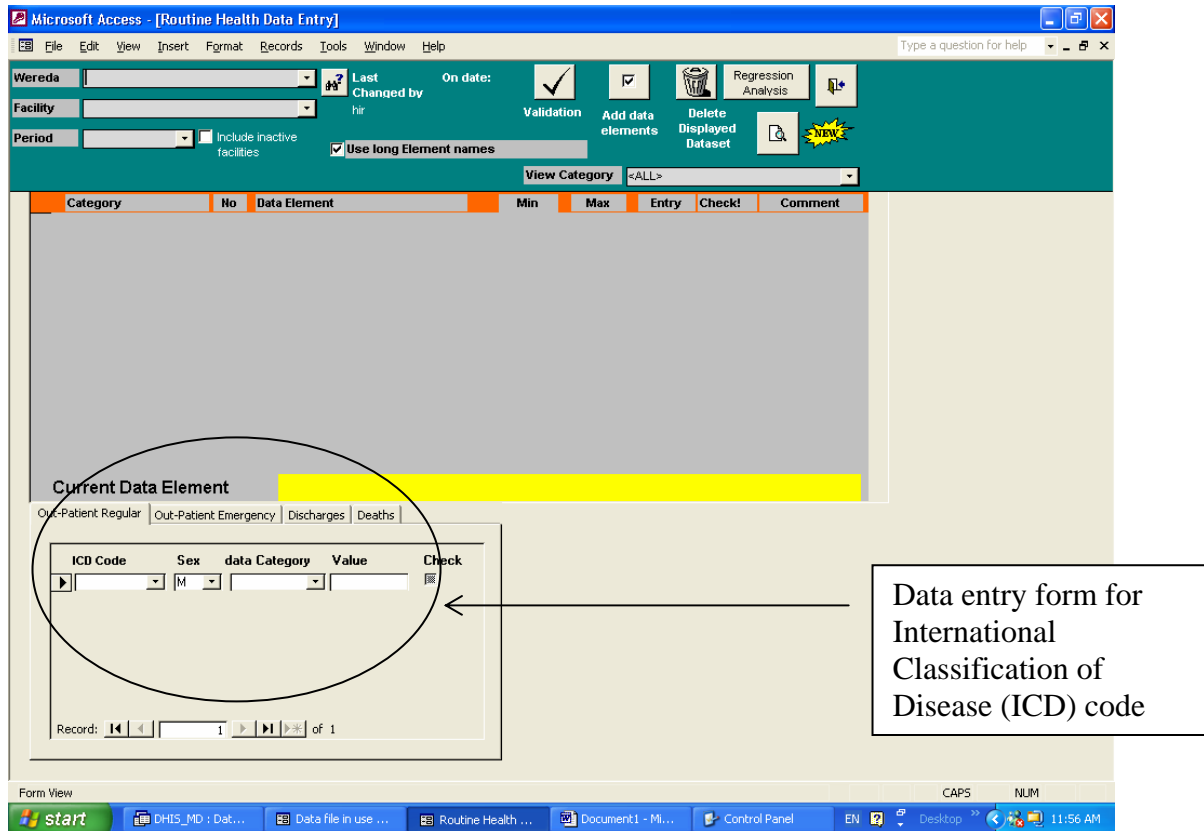 Microsoft Access - [Routine Health Data Entry]
File Edit View Insert Format Records Tools Window Help
Type a question for help
Wereda
Last Changed by
hir
On date:
Facility
Period
Include inactive
facilities
Use long Element names
Validation
Add data
elements
Delete
Displayed
Dataset
Regression
Analysis
NEW
View Category <ALL>
Category No Data Element Min Max Entry Check! Comment
Current Data Element
Out-Patient Regular Out-Patient Emergency Discharges Deaths
ICD Code Sex data Category Value Check
M
Record: 1 of 1
Data entry form for
International
Classification of
Disease (ICD) code
Form View CAPS NUM
start DHIS_MD : Dat... Data file in use ... Routine Health ... Document1 - Mi... Control Panel EN Desktop 11:56 AM